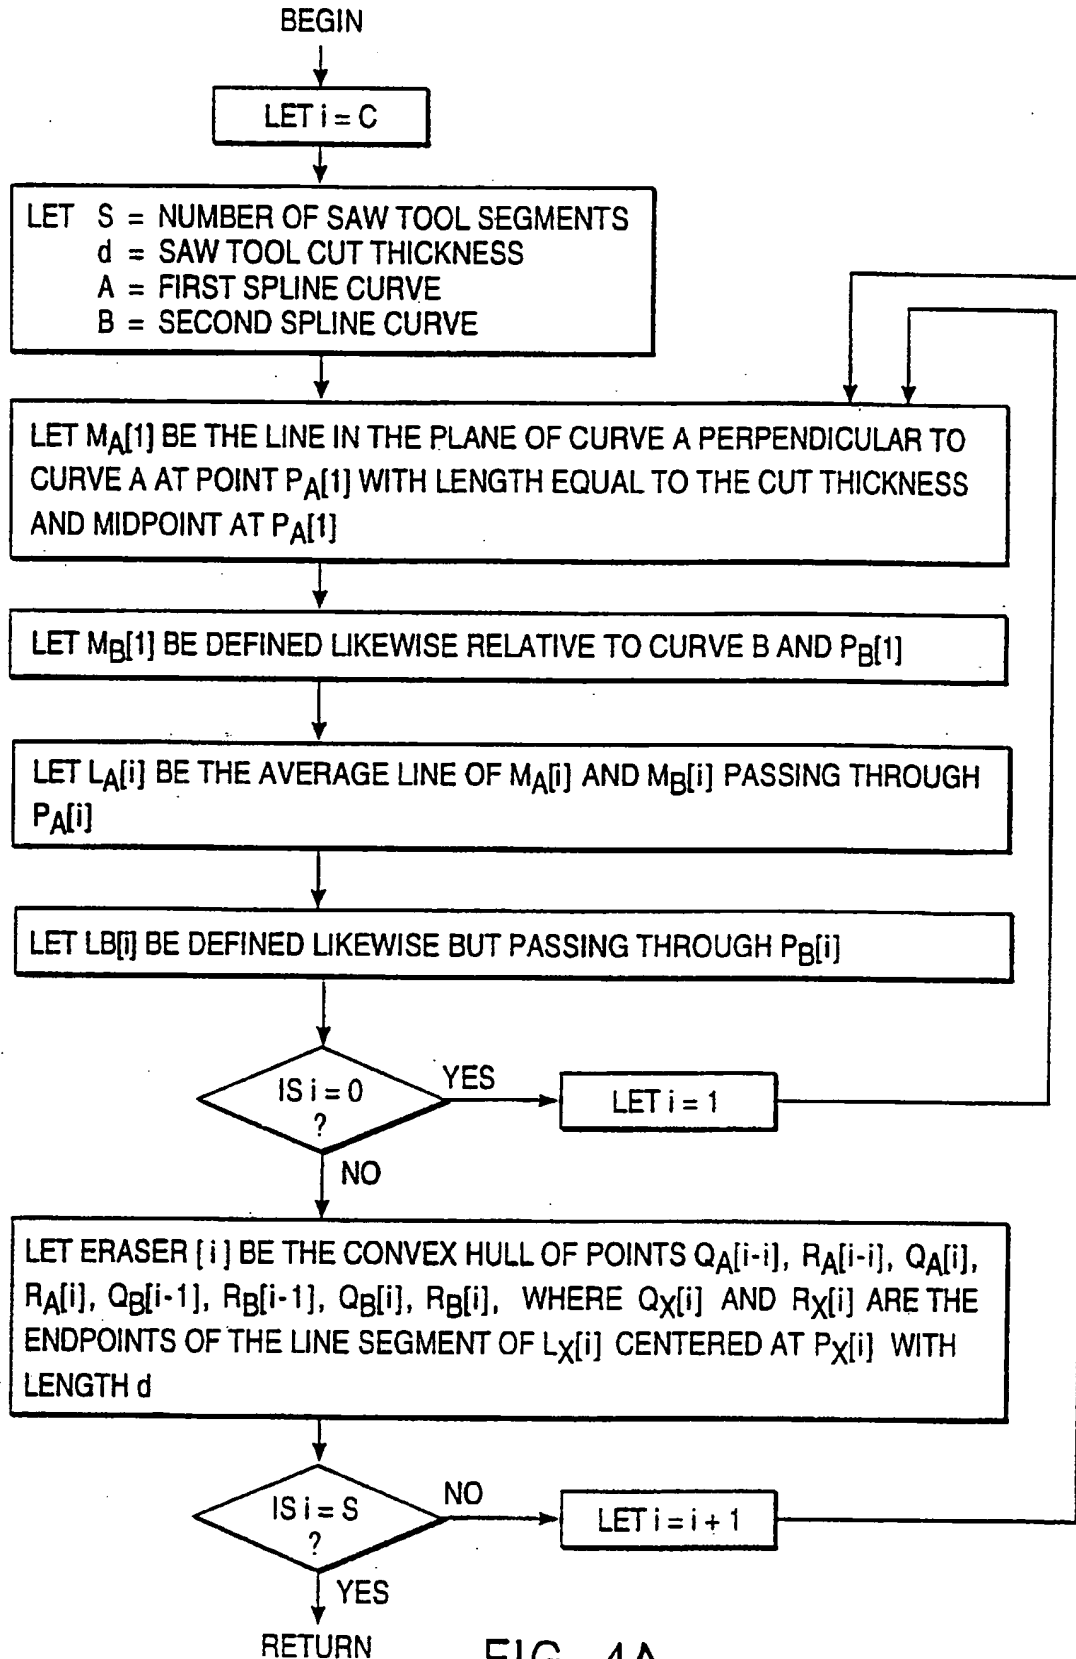 BEGIN
LET i = C
LET S = NUMBER OF SAW TOOL SEGMENTS
d = SAW TOOL CUT THICKNESS
A = FIRST SPLINE CURVE
B = SECOND SPLINE CURVE
LET MA[1] BE THE LINE IN THE PLANE OF CURVE A PERPENDICULAR TO
CURVE A AT POINT PA[1] WITH LENGTH EQUAL TO THE CUT THICKNESS
AND MIDPOINT AT PA[1]
LET MB[1] BE DEFINED LIKEWISE RELATIVE TO CURVE B AND PB[1]
LET LA[i] BE THE AVERAGE LINE OF MA[i] AND MB[i] PASSING THROUGH
PA[i]
LET LB[i] BE DEFINED LIKEWISE BUT PASSING THROUGH PB[i]
IS i = 0
?
YES
LET i = 1
NO
LET ERASER [i] BE THE CONVEX HULL OF POINTS QA[i-i], RA[i-i], QA[i],
RA[i], QB[i-1], RB[i-1], QB[i], RB[i], WHERE QX[i] AND RX[i] ARE THE
ENDPOINTS OF THE LINE SEGMENT OF LX[i] CENTERED AT PX[i] WITH
LENGTH d
IS i = S
?
NO
LET i = i + 1
YES
RETURN
FIG. 4A